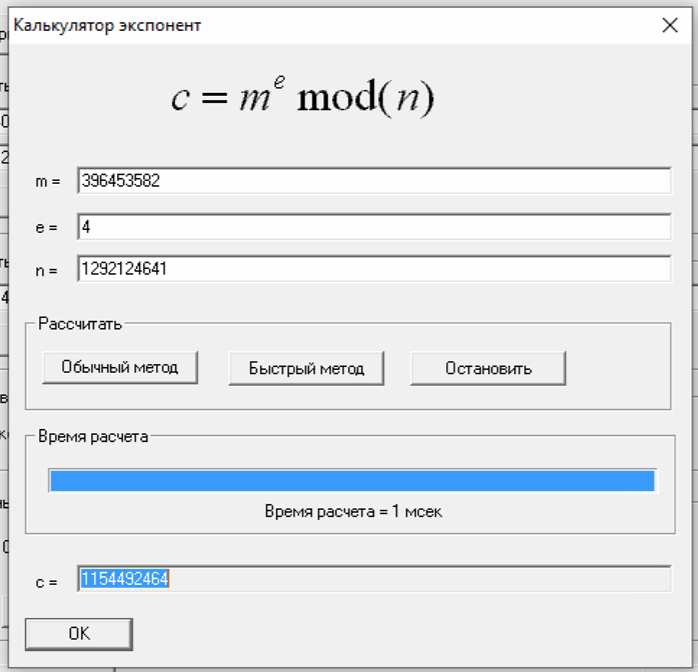 Калькулятор экспонент
c = m^e mod(n)
m = 396453582
e = 4
n = 1292124641
Рассчитать
Обычный метод Быстрый метод Остановить
Время расчета
Время расчета = 1 мсек
c = 1154492464
OK